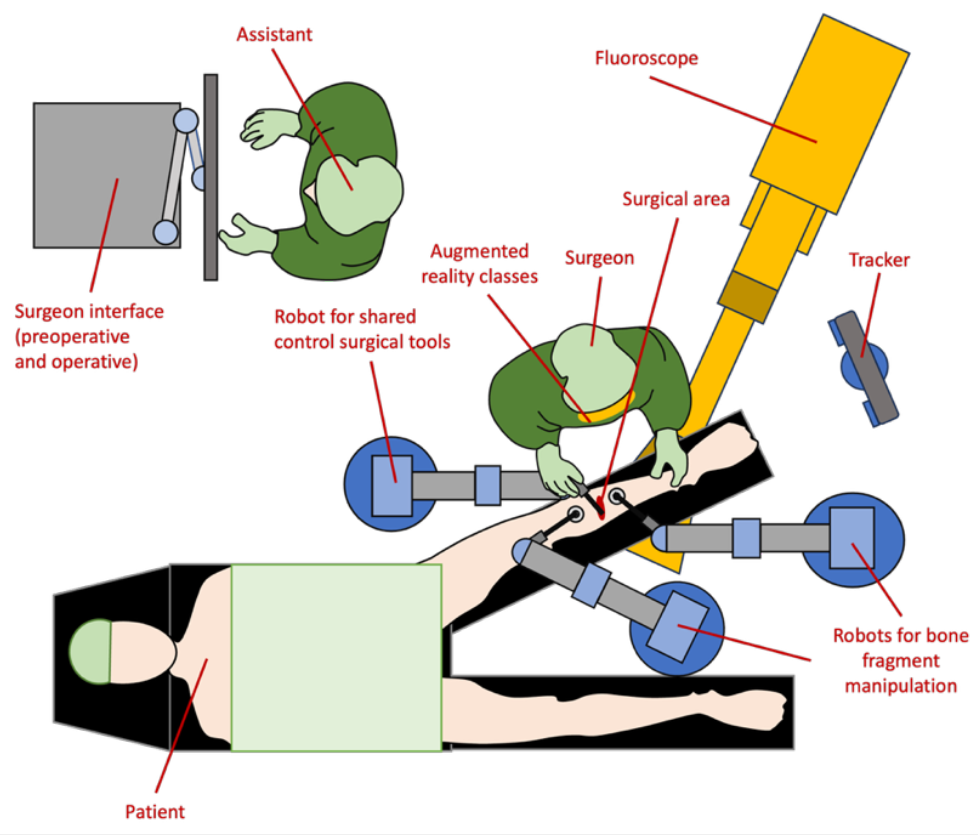 Assistant
Fluoroscope
Surgical area
Augmented
reality classes
Surgeon
Tracker
Surgeon interface
(preoperative
and operative)
Robot for shared
control surgical tools
Robots for bone
fragment
manipulation
Patient